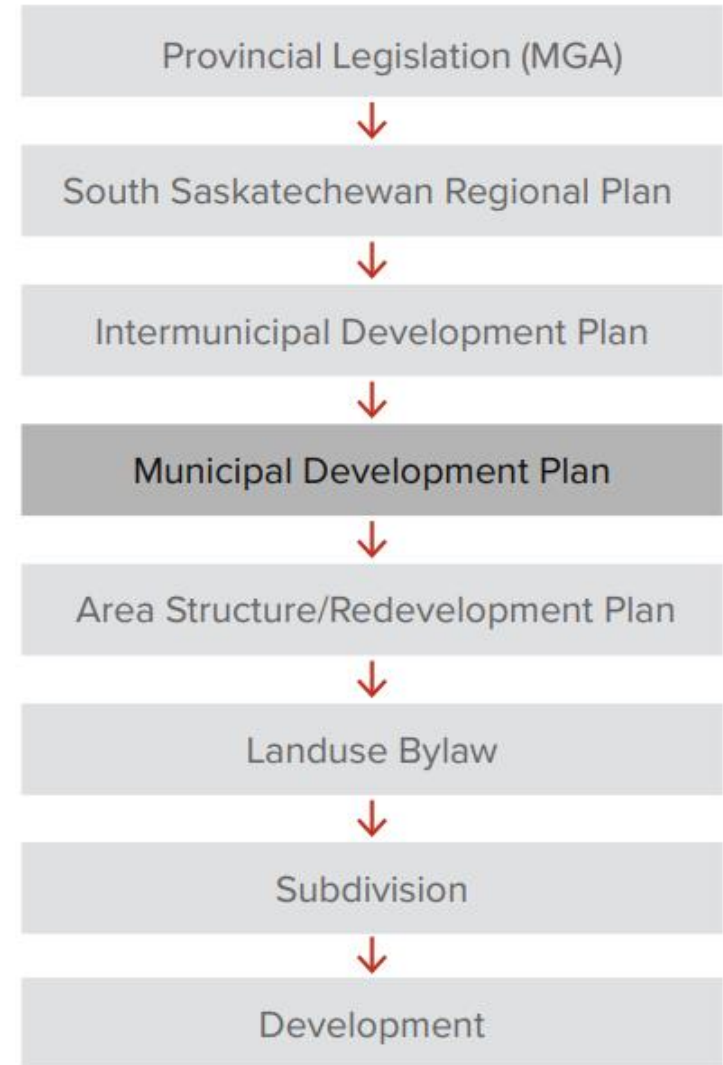 Provincial Legislation (MGA)
South Saskatechewan Regional Plan
Intermunicipal Development Plan
Municipal Development Plan
Area Structure/Redevelopment Plan
Landuse Bylaw
Subdivision
Development